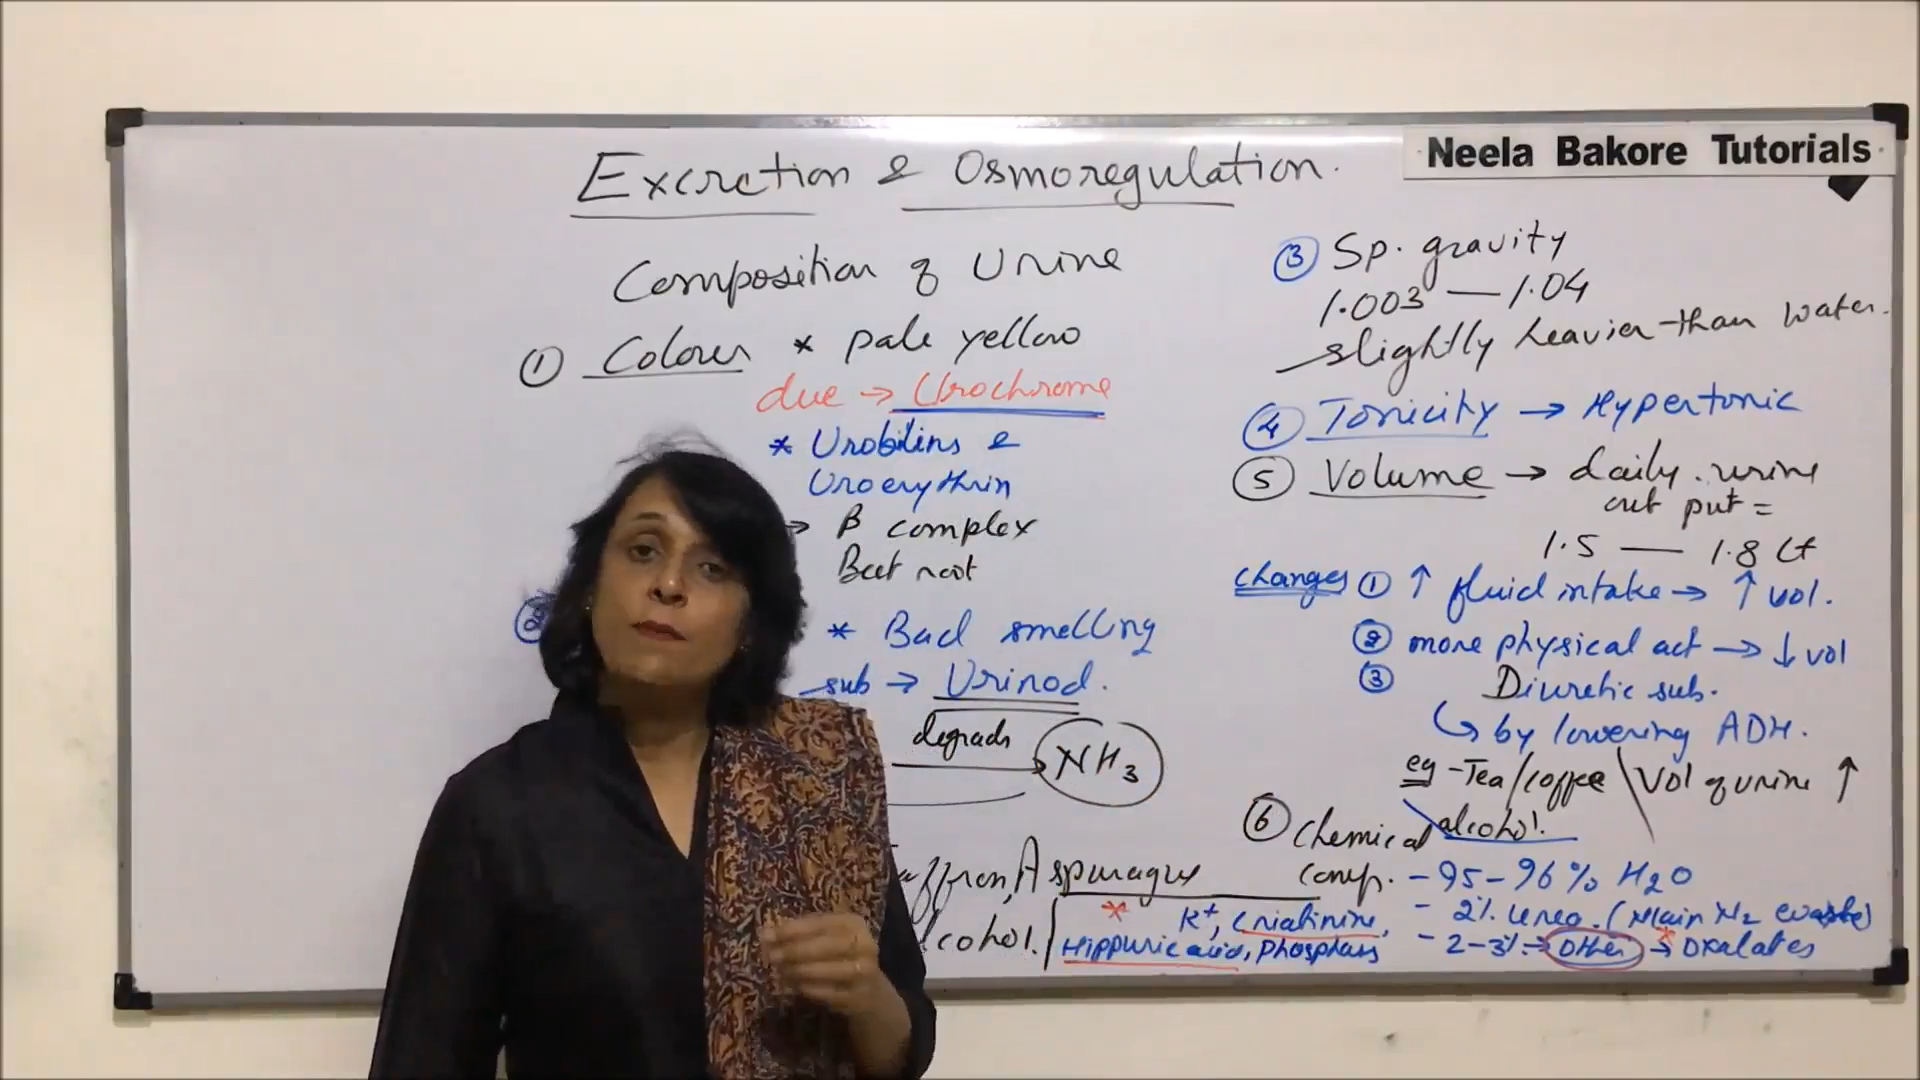 Neela Bakore Tutorials
Excretion & Osmoregulation.
Composition of Urine
① Colour * pale yellow
due → Urochrome
* Urobilins &
Uroerythrin
→ B complex
Beet root
② * Bad smelling
sub → Urinod.
degrads → NH3
affron, Asparagus
lcohol.
③ Sp. gravity
1.003 — 1.04
slightly heavier than water.
④ Tonicity → Hypertonic
⑤ Volume → daily urine
out put =
1.5 — 1.8 Lt
Changes ① ↑ fluid intake → ↑ vol.
② more physical act → ↓ vol
③ Diuretic sub.
↳ by lowering ADH.
eg - Tea/coffee \ Vol of urine ↑
alcohol.
⑥ Chemical
comp. - 95-96% H2O
- 2% urea. (Main N2 waste)
- 2-3% → Other → * Oxalates
* K+, Criatinine,
Hippuric acid, Phosphates